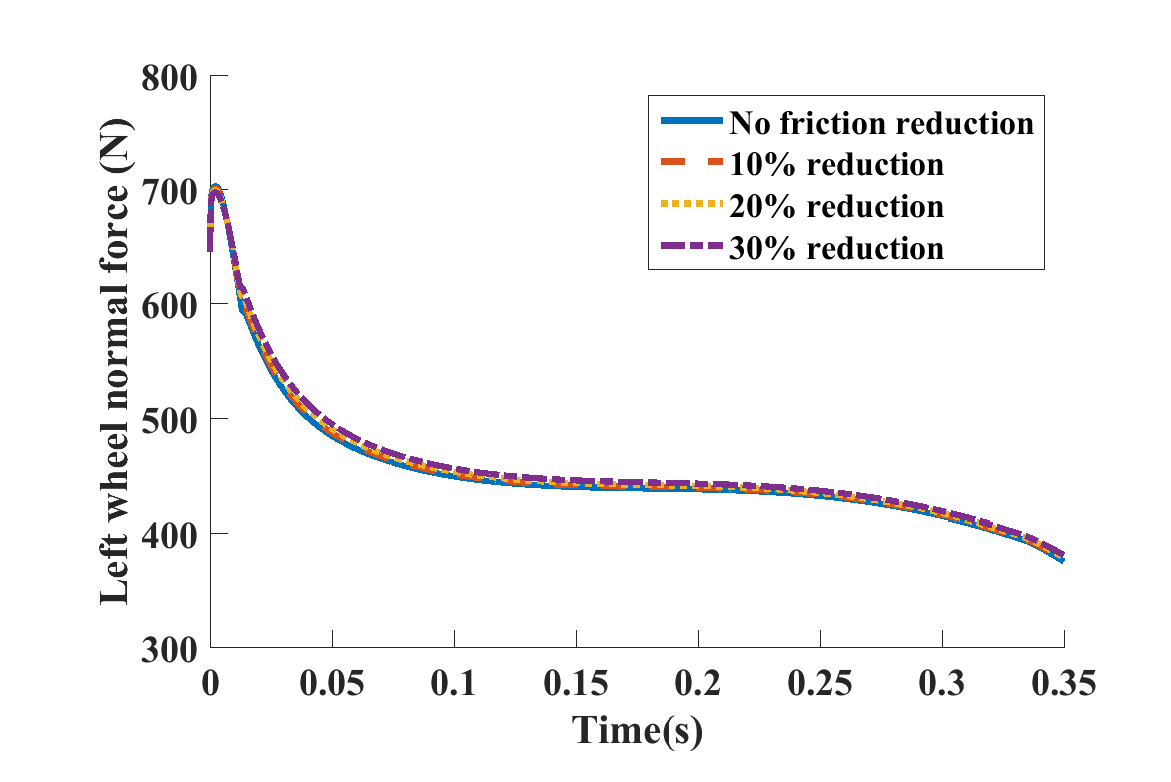 800
700
600
500
400
300
0
0.05
0.1
0.15
0.2
0.25
0.3
0.35
Left wheel normal force (N)
Time(s)
No friction reduction
10% reduction
20% reduction
30% reduction